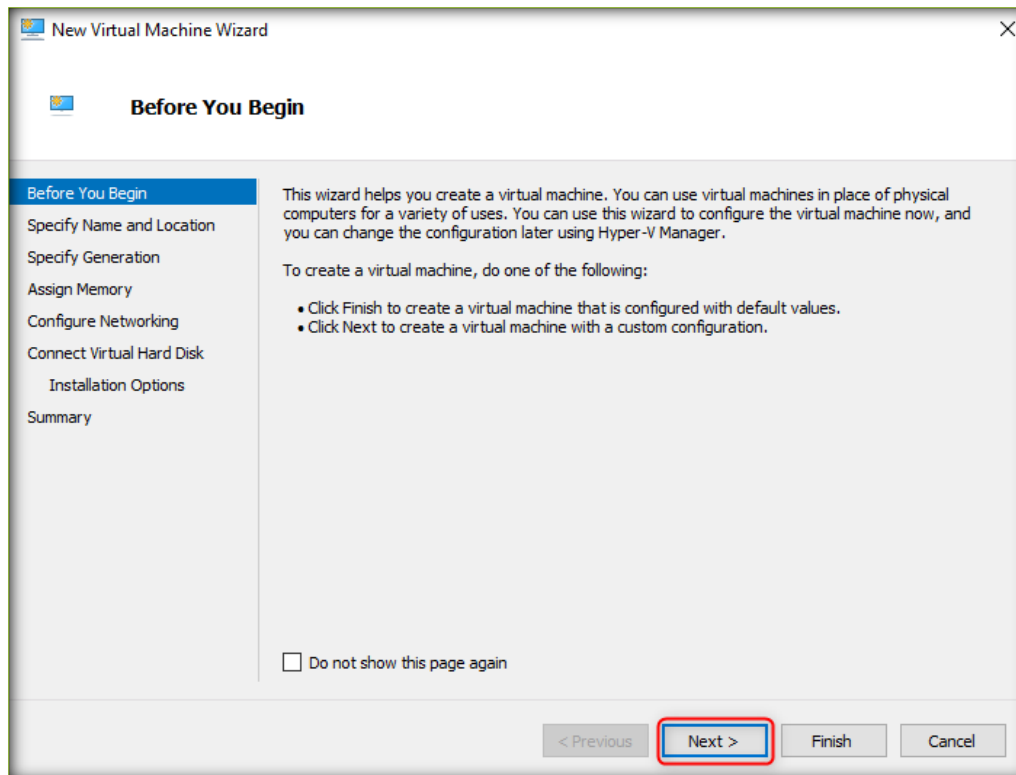 New Virtual Machine Wizard
Before You Begin
Before You Begin
Specify Name and Location
Specify Generation
Assign Memory
Configure Networking
Connect Virtual Hard Disk
Installation Options
Summary
This wizard helps you create a virtual machine. You can use virtual machines in place of physical
computers for a variety of uses. You can use this wizard to configure the virtual machine now, and
you can change the configuration later using Hyper-V Manager.
To create a virtual machine, do one of the following:
• Click Finish to create a virtual machine that is configured with default values.
• Click Next to create a virtual machine with a custom configuration.
Do not show this page again
< Previous
Next >
Finish
Cancel